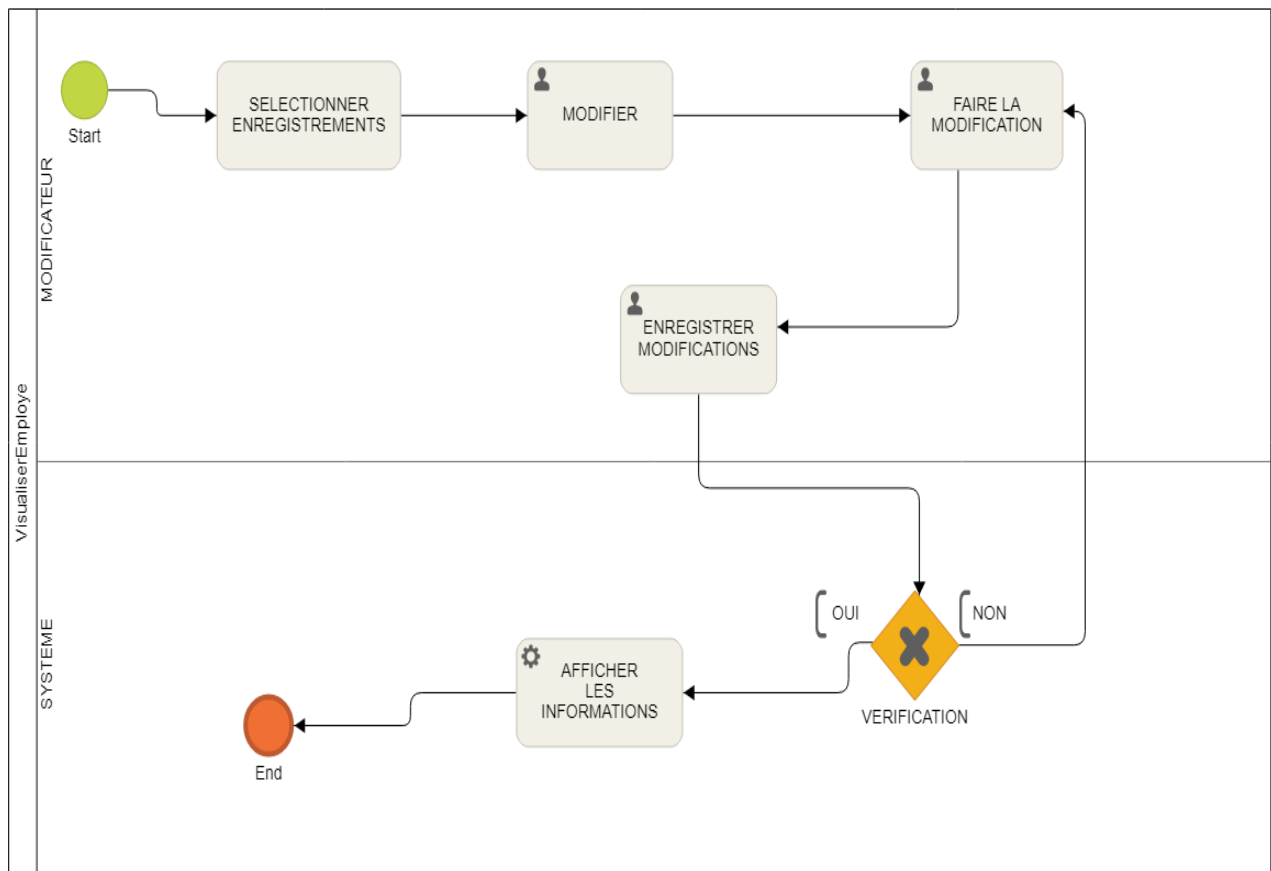 VisualiserEmploye
MODIFICATEUR
Start
SELECTIONNER
ENREGISTREMENTS
MODIFIER
FAIRE LA
MODIFICATION
ENREGISTRER
MODIFICATIONS
SYSTEME
OUI
NON
VERIFICATION
AFFICHER
LES
INFORMATIONS
End